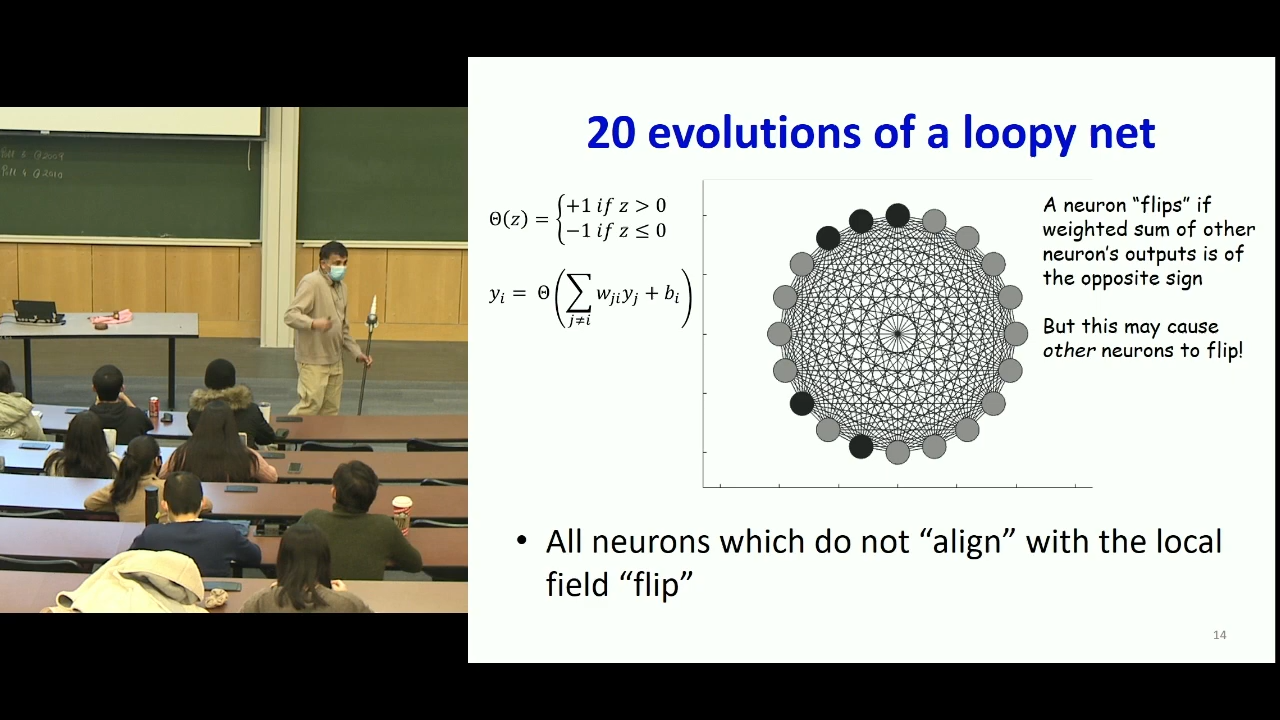 20 evolutions of a loopy net
Θ(z) = {+1 if z > 0
−1 if z ≤ 0
y_i = Θ(∑_{j≠i} w_{ji}y_j + b_i)
A neuron “flips” if
weighted sum of other
neuron’s outputs is of
the opposite sign
But this may cause
other neurons to flip!
• All neurons which do not “align” with the local
field “flip”
14